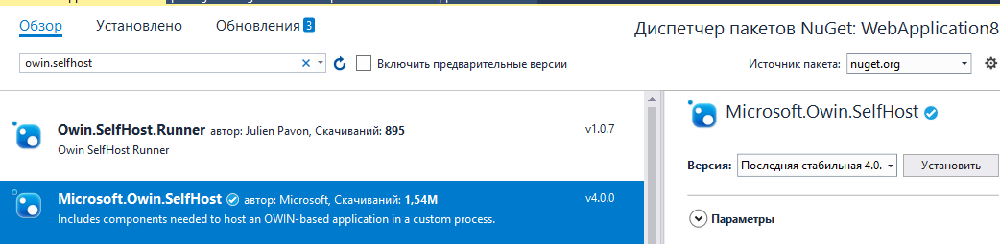 Обзор Установлено Обновления 3
Диспетчер пакетов NuGet: WebApplication8
owin.selfhost Включить предварительные версии
Источник пакета: nuget.org
Owin.SelfHost.Runner автор: Julien Pavon, Скачиваний: 895 v1.0.7
Owin SelfHost Runner
Microsoft.Owin.SelfHost автор: Microsoft, Скачиваний: 1,54M v4.0.0
Includes components needed to host an OWIN-based application in a custom process.
Microsoft.Owin.SelfHost
Версия: Последняя стабильная 4.0. Установить
Параметры